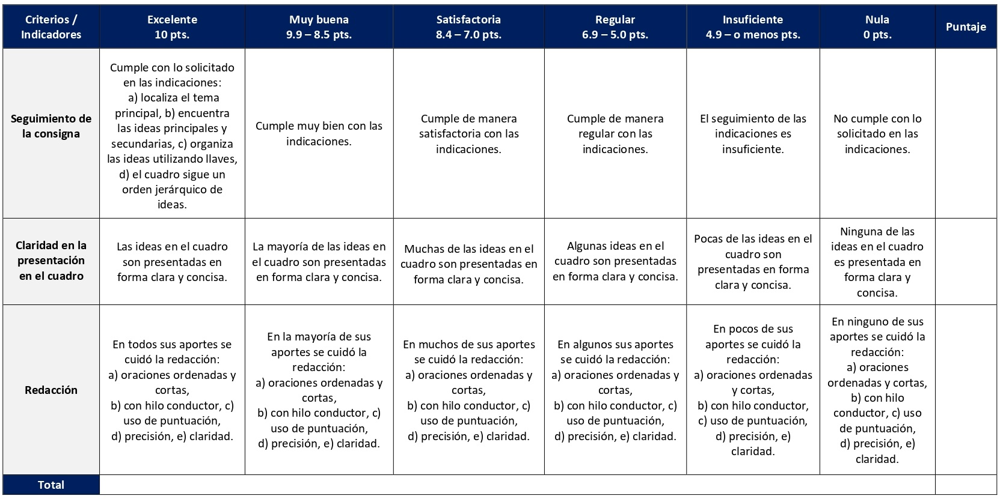 Criterios /
Indicadores
Excelente
10 pts.
Muy buena
9.9 – 8.5 pts.
Satisfactoria
8.4 – 7.0 pts.
Regular
6.9 – 5.0 pts.
Insuficiente
4.9 – o menos pts.
Nula
0 pts.
Puntaje
Seguimiento de
la consigna
Cumple con lo solicitado
en las indicaciones:
a) localiza el tema
principal, b) encuentra
las ideas principales y
secundarias, c) organiza
las ideas utilizando llaves,
d) el cuadro sigue un
orden jerárquico de
ideas.
Cumple muy bien con las
indicaciones.
Cumple de manera
satisfactoria con las
indicaciones.
Cumple de manera
regular con las
indicaciones.
El seguimiento de las
indicaciones es
insuficiente.
No cumple con lo
solicitado en las
indicaciones.
Claridad en la
presentación
en el cuadro
Las ideas en el cuadro
son presentadas en
forma clara y concisa.
La mayoría de las ideas en
el cuadro son presentadas
en forma clara y concisa.
Muchas de las ideas en el
cuadro son presentadas en
forma clara y concisa.
Algunas ideas en el
cuadro son presentadas
en forma clara y concisa.
Pocas de las ideas en el
cuadro son
presentadas en forma
clara y concisa.
Ninguna de las
ideas en el cuadro
es presentada en
forma clara y
concisa.
Redacción
En todos sus aportes se
cuidó la redacción:
a) oraciones ordenadas y
cortas,
b) con hilo conductor, c)
uso de puntuación,
d) precisión, e) claridad.
En la mayoría de sus
aportes se cuidó la
redacción:
a) oraciones ordenadas y
cortas,
b) con hilo conductor, c)
uso de puntuación,
d) precisión, e) claridad.
En muchos de sus aportes
se cuidó la redacción:
a) oraciones ordenadas y
cortas,
b) con hilo conductor, c)
uso de puntuación,
d) precisión, e) claridad.
En algunos sus aportes
se cuidó la redacción:
a) oraciones ordenadas y
cortas,
b) con hilo conductor, c)
uso de puntuación,
d) precisión, e) claridad.
En pocos de sus
aportes se cuidó la
redacción:
a) oraciones ordenadas
y cortas,
b) con hilo conductor,
c) uso de puntuación,
d) precisión, e)
claridad.
En ninguno de sus
aportes se cuidó la
redacción:
a) oraciones
ordenadas y cortas,
b) con hilo
conductor, c) uso
de puntuación,
d) precisión, e)
claridad.
Total